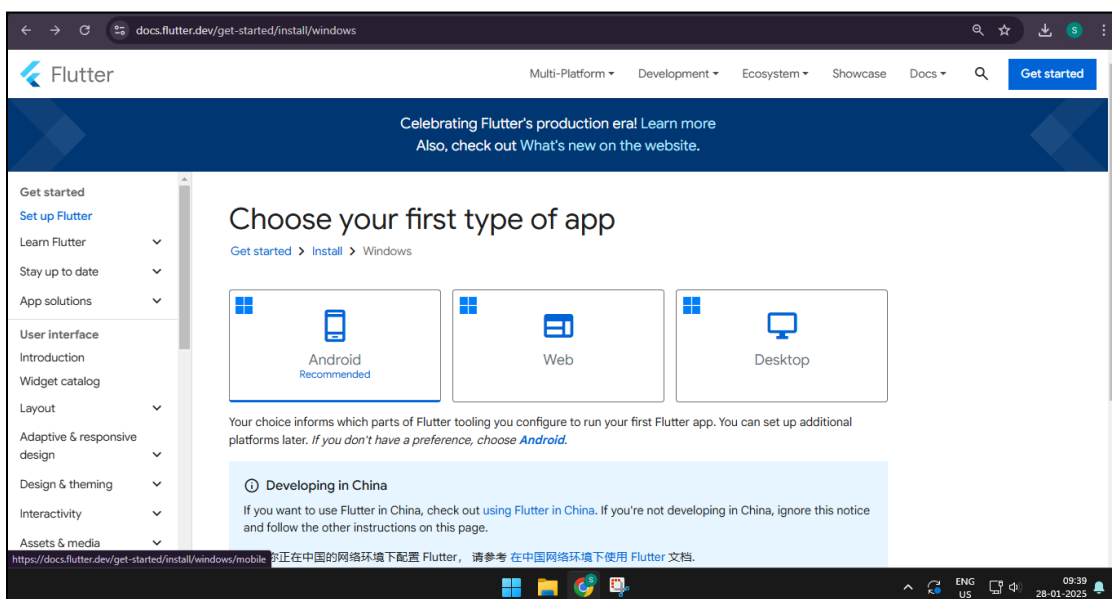 docs.flutter.dev/get-started/install/windows
S
Flutter
Multi-Platform
Development
Ecosystem
Showcase
Docs
Get started
Celebrating Flutter's production era! Learn more
Also, check out What's new on the website.
Get started
Set up Flutter
Learn Flutter
Stay up to date
App solutions
User interface
Introduction
Widget catalog
Layout
Adaptive & responsive
design
Design & theming
Interactivity
Assets & media
Choose your first type of app
Get started > Install > Windows
Android
Recommended
Web
Desktop
Your choice informs which parts of Flutter tooling you configure to run your first Flutter app. You can set up additional
platforms later. If you don't have a preference, choose Android.
Developing in China
If you want to use Flutter in China, check out using Flutter in China. If you're not developing in China, ignore this notice
and follow the other instructions on this page.
正在中国的网络环境下配置 Flutter， 请参考 在中国网络环境下使用 Flutter 文档.
https://docs.flutter.dev/get-started/install/windows/mobile
S
ENG
US
09:39
28-01-2025